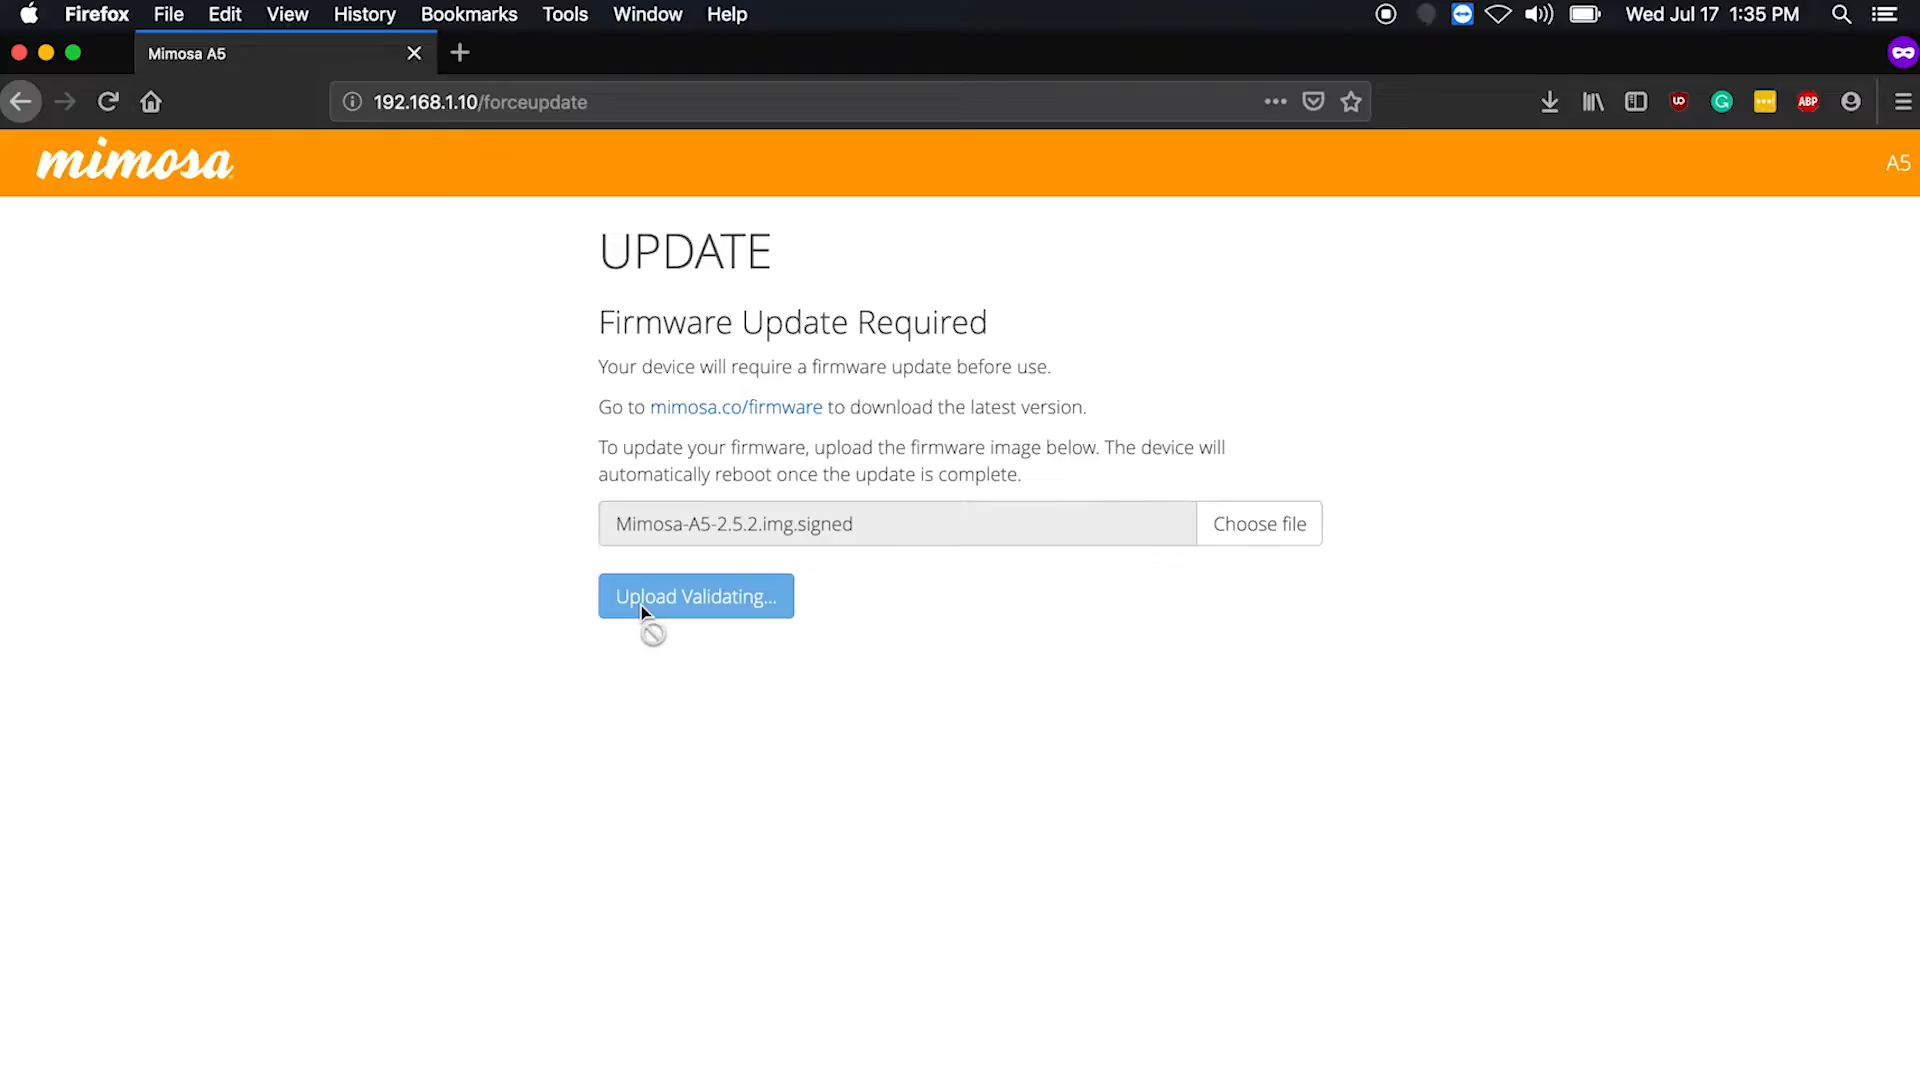 Firefox File Edit View History Bookmarks Tools Window Help Wed Jul 17 1:35 PM
Mimosa A5
192.168.1.10/forceupdate
UD G ABP
mimosa A5
UPDATE
Firmware Update Required
Your device will require a firmware update before use.
Go to mimosa.co/firmware to download the latest version.
To update your firmware, upload the firmware image below. The device will
automatically reboot once the update is complete.
Mimosa-A5-2.5.2.img.signed Choose file
Upload Validating...